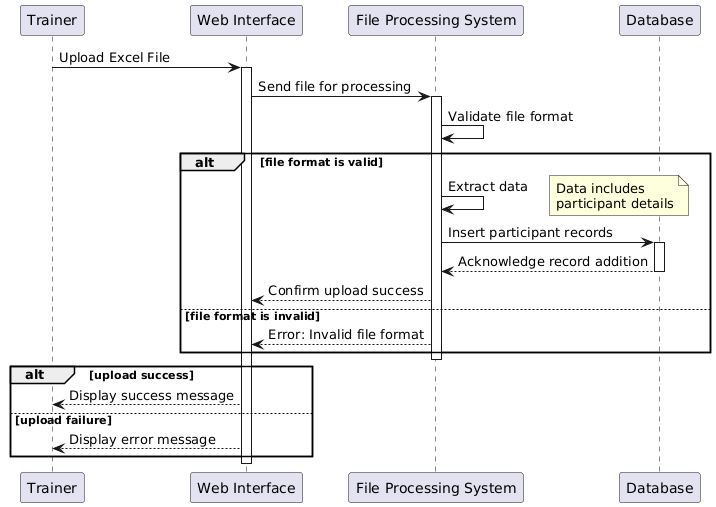 Trainer
Web Interface
File Processing System
Database
Upload Excel File
Send file for processing
Validate file format
alt
[file format is valid]
Extract data
Data includes
participant details
Insert participant records
Acknowledge record addition
Confirm upload success
[file format is invalid]
Error: Invalid file format
alt
[upload success]
Display success message
[upload failure]
Display error message
Trainer
Web Interface
File Processing System
Database